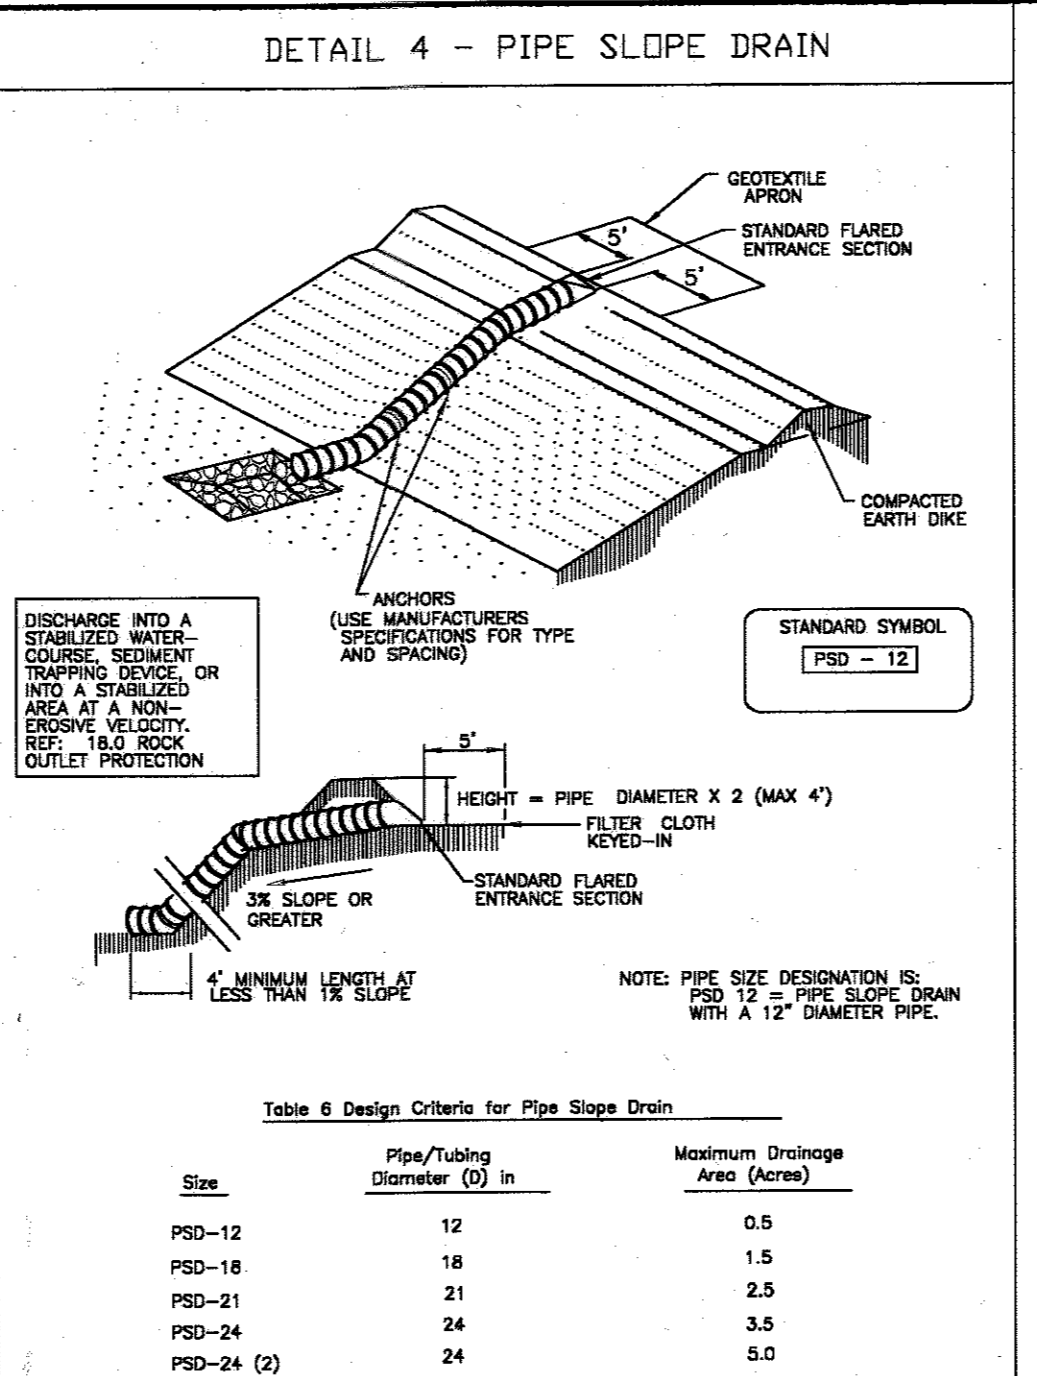 DETAIL 4 - PIPE SLOPE DRAIN
GEOTEXTILE
APRON
STANDARD FLARED
ENTRANCE SECTION
5'
5'
COMPACTED
EARTH DIKE
ANCHORS
(USE MANUFACTURERS
SPECIFICATIONS FOR TYPE
AND SPACING)
DISCHARGE INTO A
STABILIZED WATER-
COURSE, SEDIMENT
TRAPPING DEVICE, OR
INTO A STABILIZED
AREA AT A NON-
EROSIVE VELOCITY.
REF: 18.0 ROCK
OUTLET PROTECTION
STANDARD SYMBOL
PSD - 12
5'
HEIGHT = PIPE DIAMETER X 2 (MAX 4')
FILTER CLOTH
KEYED-IN
STANDARD FLARED
ENTRANCE SECTION
3% SLOPE OR
GREATER
4' MINIMUM LENGTH AT
LESS THAN 1% SLOPE
NOTE: PIPE SIZE DESIGNATION IS:
PSD 12 = PIPE SLOPE DRAIN
WITH A 12" DIAMETER PIPE.
Table 6 Design Criteria for Pipe Slope Drain
Size Pipe/Tubing Diameter (D) in Maximum Drainage Area (Acres)
PSD-12 12 0.5
PSD-18 18 1.5
PSD-21 21 2.5
PSD-24 24 3.5
PSD-24 (2) 24 5.0